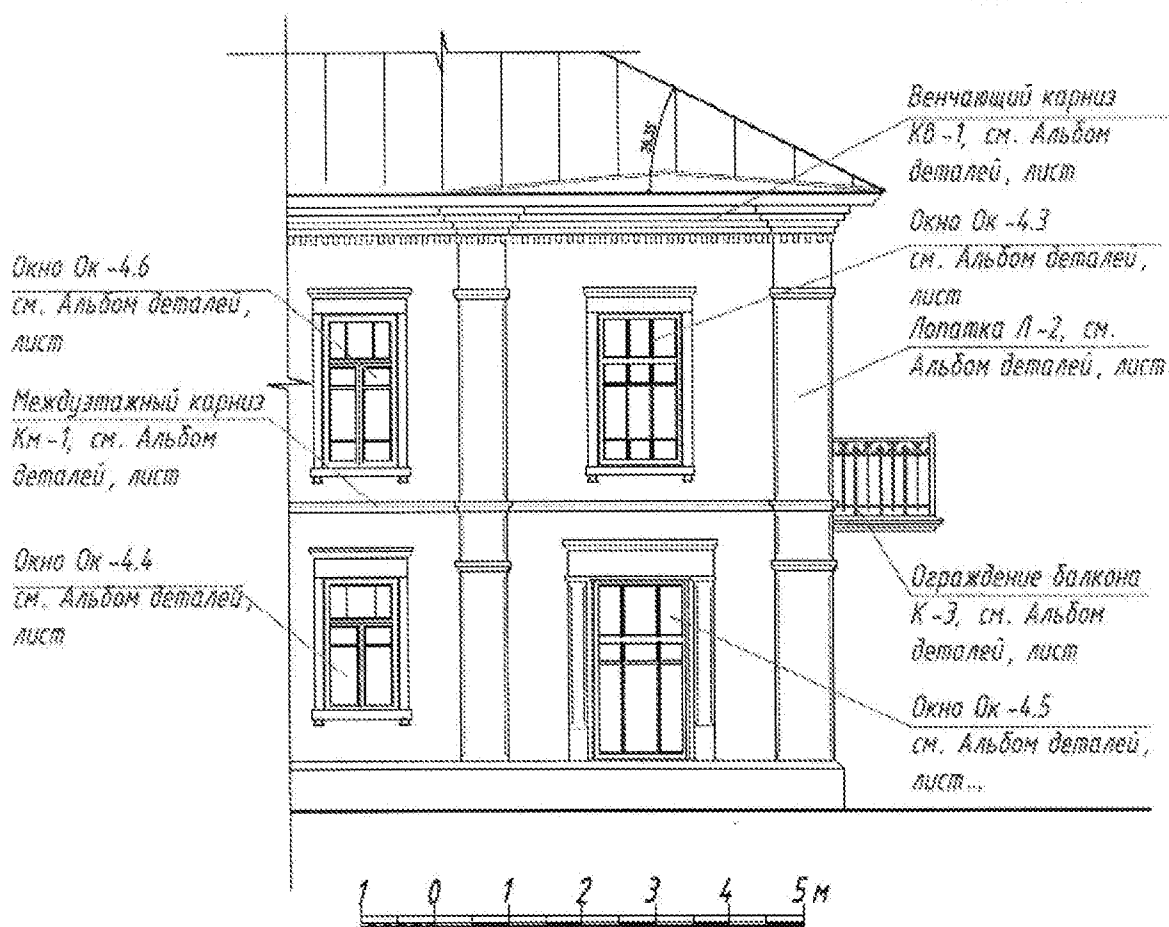 Венчающий карниз
Кв-1, см. Альбом
деталей, лист
Окно Ок-4.3
см. Альбом деталей,
лист
Лопатка Л-2, см.
Альбом деталей, лист
Окно Ок-4.6
см. Альбом деталей,
лист
Междуэтажный карниз
Км-1, см. Альбом
деталей, лист
Окно Ок-4.4
см. Альбом деталей,
лист
Ограждение балкона
К-3, см. Альбом
деталей, лист
Окно Ок-4.5
см. Альбом деталей,
лист...
1 0 1 2 3 4 5 м